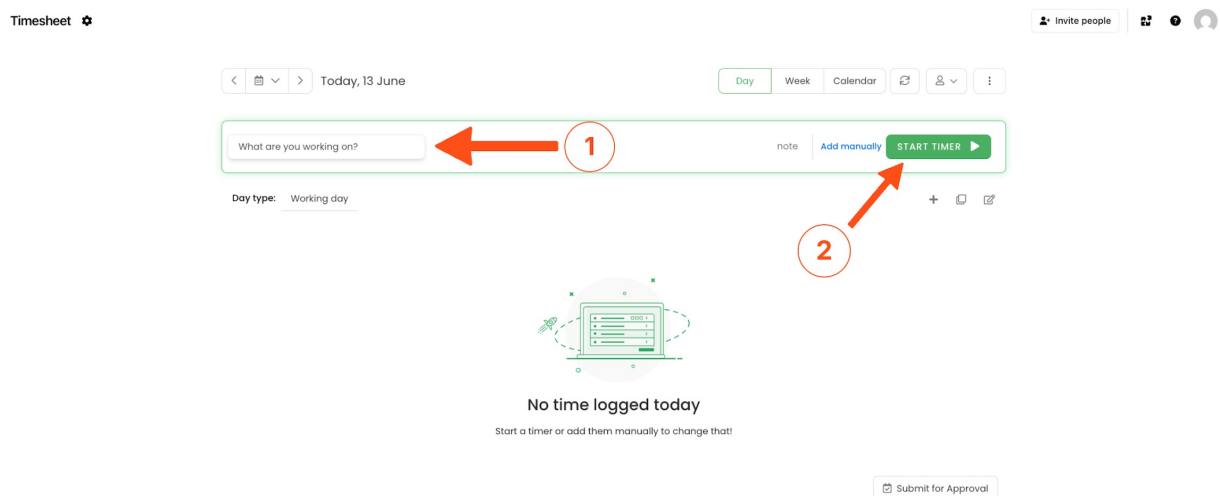 Timesheet
Invite people
Today, 13 June
Day Week Calendar
What are you working on?
1
note Add manually START TIMER
Day type: Working day
2
No time logged today
Start a timer or add them manually to change that!
Submit for Approval